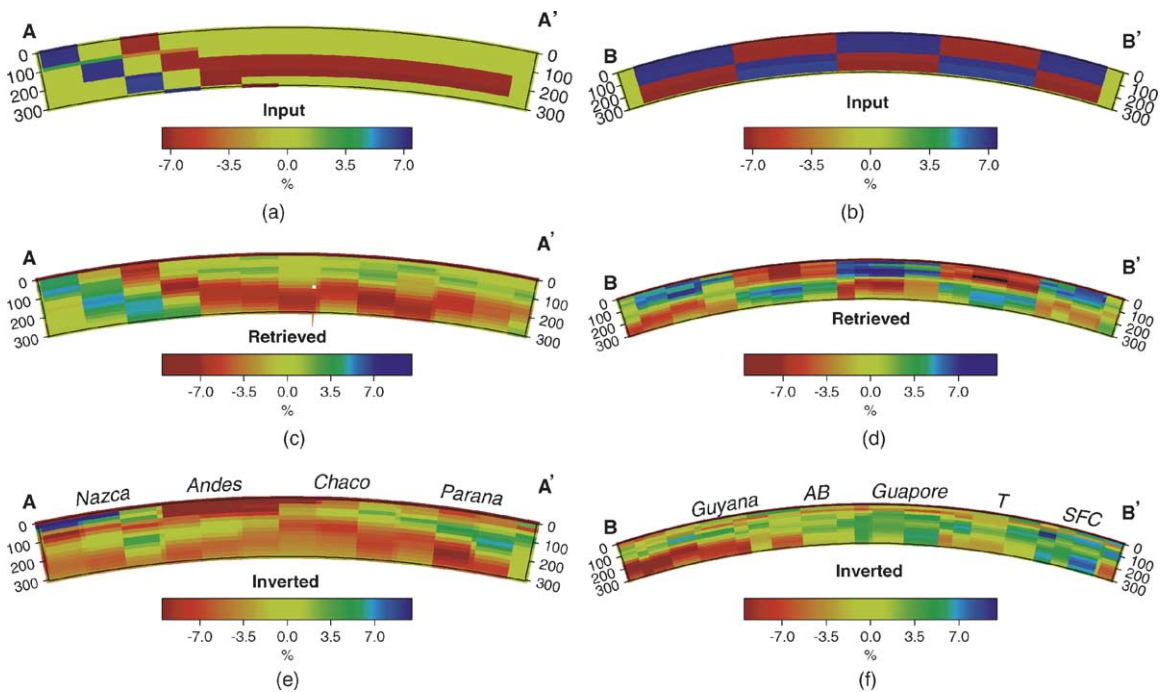 A A'
0 0
100 100
200 200
300 300
Input
-7.0 -3.5 0.0 3.5 7.0
%
(a)
B B'
0 0
100 100
200 200
300 300
Input
-7.0 -3.5 0.0 3.5 7.0
%
(b)
A A'
0 0
100 100
200 200
300 300
Retrieved
-7.0 -3.5 0.0 3.5 7.0
%
(c)
B B'
0 0
100 100
200 200
300 300
Retrieved
-7.0 -3.5 0.0 3.5 7.0
%
(d)
A Nazca Andes Chaco Parana A'
0 0
100 100
200 200
300 300
Inverted
-7.0 -3.5 0.0 3.5 7.0
%
(e)
B Guyana AB Guapore T SFC B'
0 0
100 100
200 200
300 300
Inverted
-7.0 -3.5 0.0 3.5 7.0
%
(f)